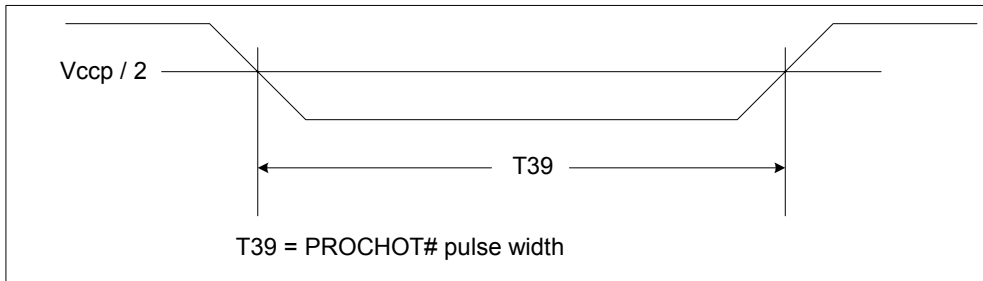 Vccp / 2
T39
T39 = PROCHOT# pulse width